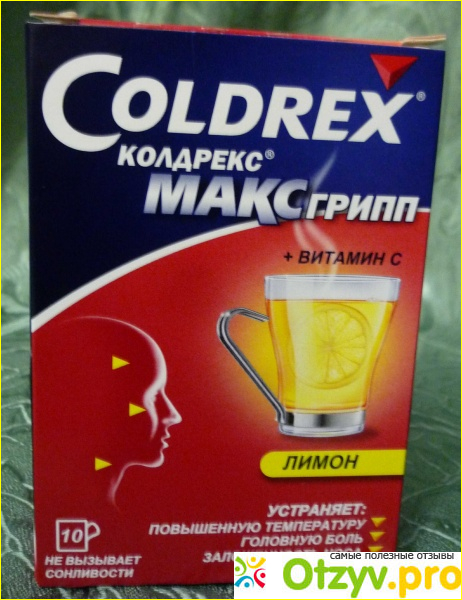 COLDREX®
КОЛДРЕКС®
МАКСГРИПП
+ ВИТАМИН С
ЛИМОН
УСТРАНЯЕТ:
ПОВЫШЕННУЮ ТЕМПЕРАТУРУ
ГОЛОВНУЮ БОЛЬ
10
НЕ ВЫЗЫВАЕТ
СОНЛИВОСТИ
самые полезные отзывы
Otzyv.pro